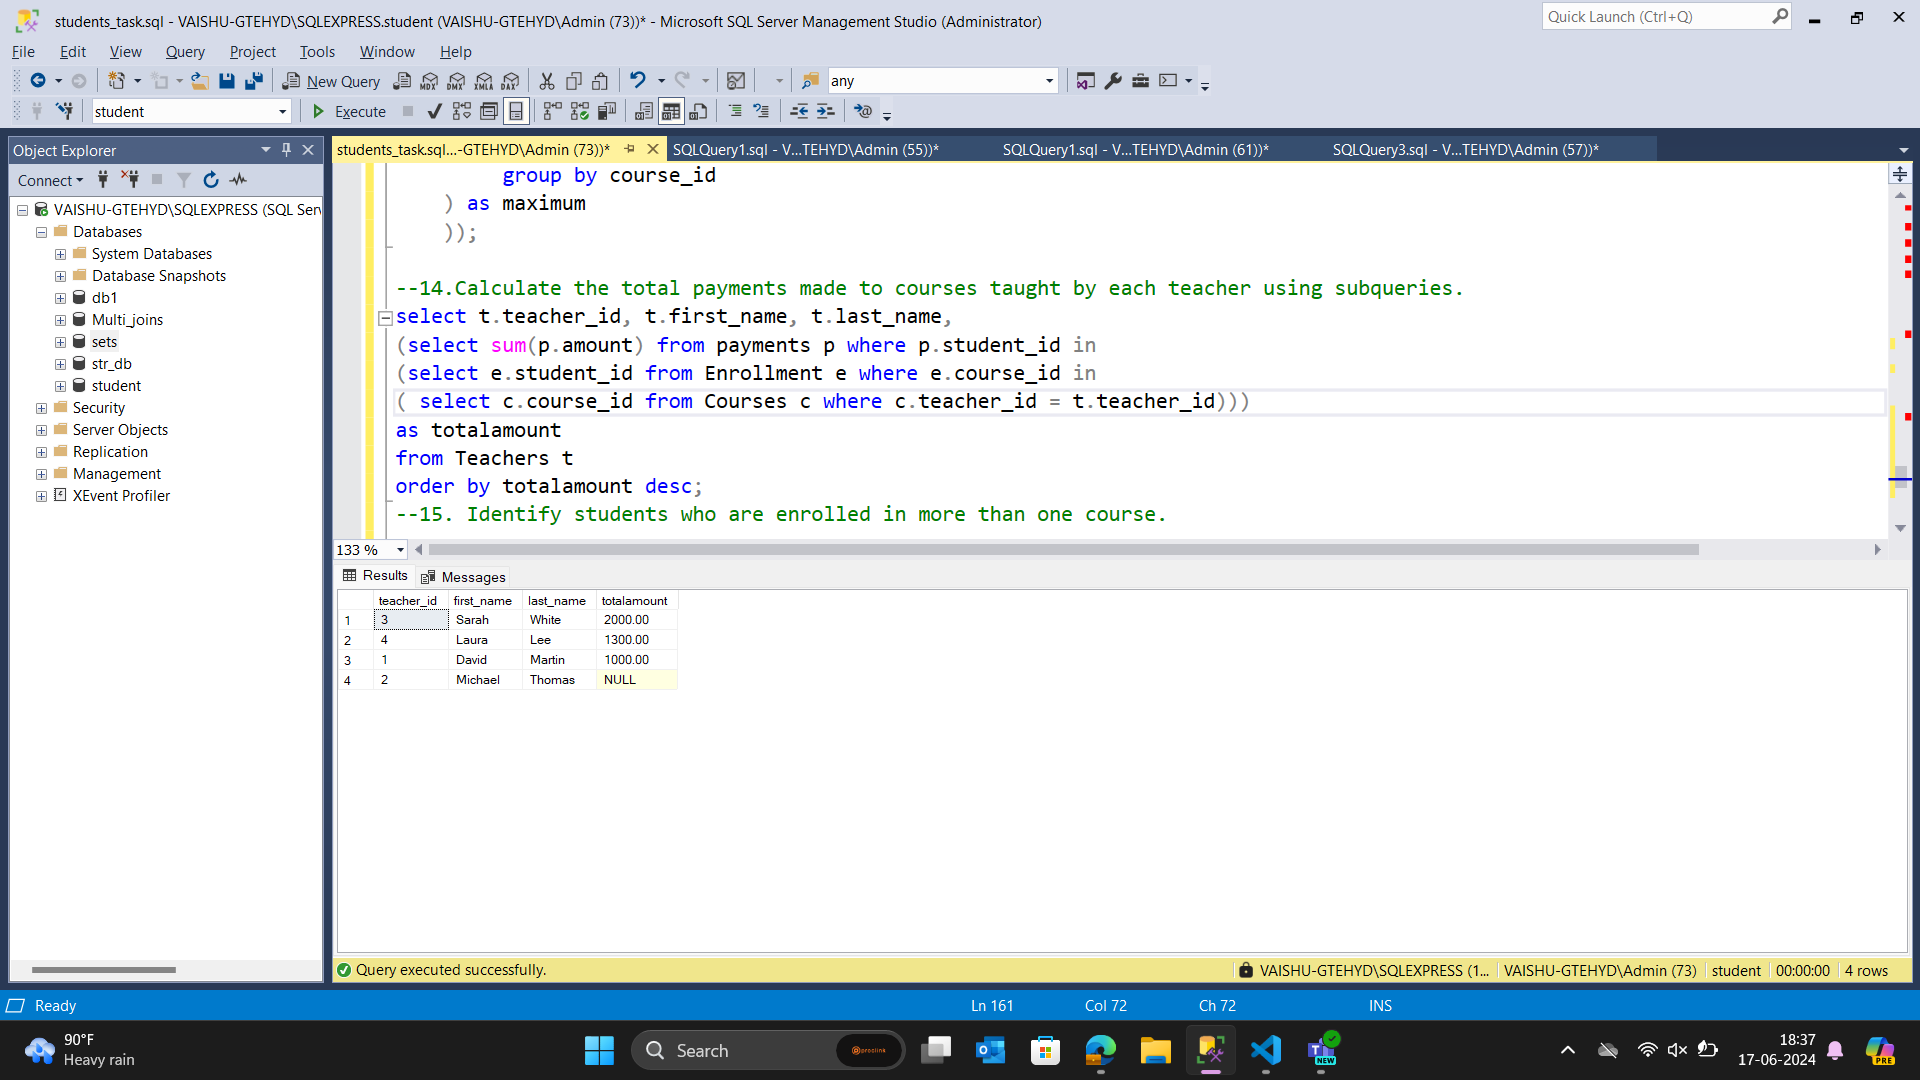 students_task.sql - VAISHU-GTEHYD\SQLEXPRESS.student (VAISHU-GTEHYD\Admin (73))* - Microsoft SQL Server Management Studio (Administrator)
Quick Launch (Ctrl+Q)
File Edit View Query Project Tools Window Help
New Query MDX DMX XMLA DAX any
student Execute
Object Explorer
students_task.sql...-GTEHYD\Admin (73))* SQLQuery1.sql - V...TEHYD\Admin (55))* SQLQuery1.sql - V...TEHYD\Admin (61))* SQLQuery3.sql - V...TEHYD\Admin (57))*
Connect
VAISHU-GTEHYD\SQLEXPRESS (SQL Serv
Databases
System Databases
Database Snapshots
db1
Multi_joins
sets
str_db
student
Security
Server Objects
Replication
Management
XEvent Profiler
group by course_id
) as maximum
));
--14.Calculate the total payments made to courses taught by each teacher using subqueries.
select t.teacher_id, t.first_name, t.last_name,
(select sum(p.amount) from payments p where p.student_id in
(select e.student_id from Enrollment e where e.course_id in
( select c.course_id from Courses c where c.teacher_id = t.teacher_id)))
as totalamount
from Teachers t
order by totalamount desc;
--15. Identify students who are enrolled in more than one course.
133 %
Results Messages
teacher_id first_name last_name totalamount
1 3 Sarah White 2000.00
2 4 Laura Lee 1300.00
3 1 David Martin 1000.00
4 2 Michael Thomas NULL
Query executed successfully.
VAISHU-GTEHYD\SQLEXPRESS (1... VAISHU-GTEHYD\Admin (73) student 00:00:00 4 rows
Ready Ln 161 Col 72 Ch 72 INS
90°F
Heavy rain
Search
proclink
NEW
18:37
17-06-2024
PRE